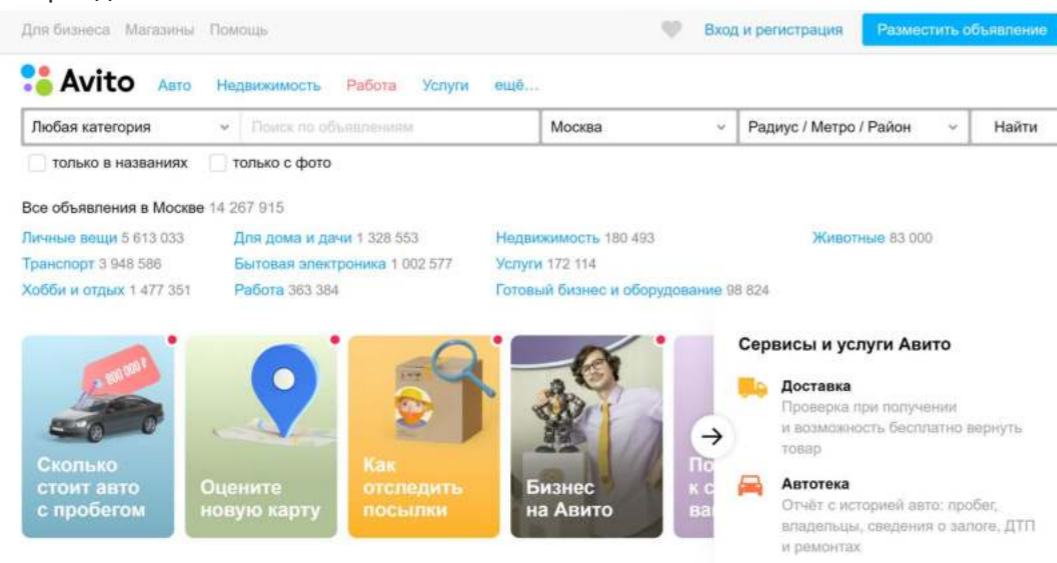 Для бизнеса Магазины Помощь Вход и регистрация Разместить объявление
Avito Авто Недвижимость Работа Услуги ещё...
Любая категория Поиск по объявлениям Москва Радиус / Метро / Район Найти
только в названиях только с фото
Все объявления в Москве 14 267 915
Личные вещи 5 613 033 Для дома и дачи 1 328 553 Недвижимость 180 493 Животные 83 000
Транспорт 3 948 586 Бытовая электроника 1 002 577 Услуги 172 114
Хобби и отдых 1 477 351 Работа 363 384 Готовый бизнес и оборудование 98 824
800 000 ₽
Сколько
стоит авто
с пробегом
Оцените
новую карту
Как
отследить
посылки
Бизнес
на Авито
Сервисы и услуги Авито
Доставка
Проверка при получении
и возможность бесплатно вернуть
товар
Автотека
Отчёт с историей авто: пробег,
владельцы, сведения о залоге, ДТП
и ремонтах